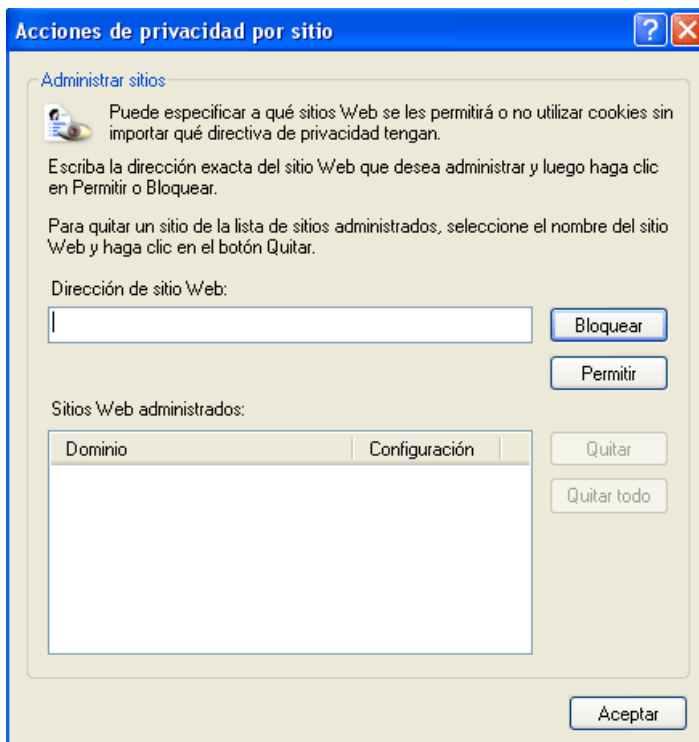 Acciones de privacidad por sitio
Administrar sitios
Puede especificar a qué sitios Web se les permitirá o no utilizar cookies sin
importar qué directiva de privacidad tengan.
Escriba la dirección exacta del sitio Web que desea administrar y luego haga clic
en Permitir o Bloquear.
Para quitar un sitio de la lista de sitios administrados, seleccione el nombre del sitio
Web y haga clic en el botón Quitar.
Dirección de sitio Web:
Bloquear
Permitir
Sitios Web administrados:
Dominio Configuración
Quitar
Quitar todo
Aceptar